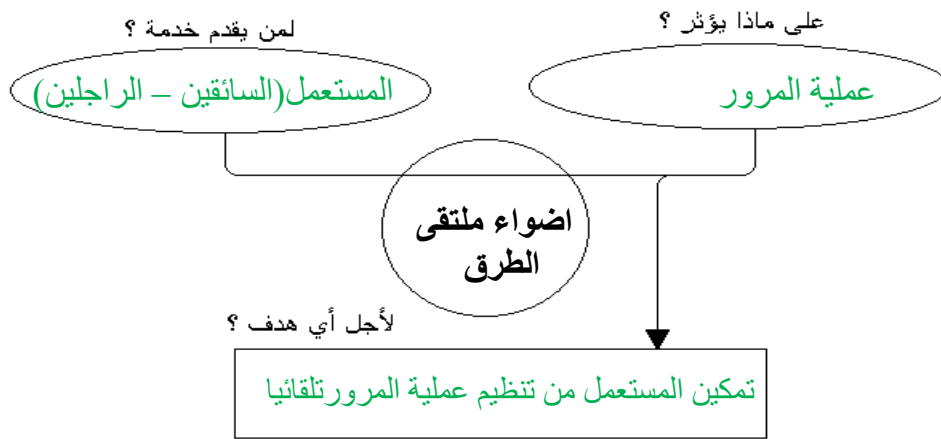 على ماذا يؤثر ؟
لمن يقدم خدمة ؟
عملية المرور
المستعمل(السائقين – الراجلين)
اضواء ملتقى
الطرق
لأجل أي هدف ؟
تمكين المستعمل من تنظيم عملية المرورتلقائيا